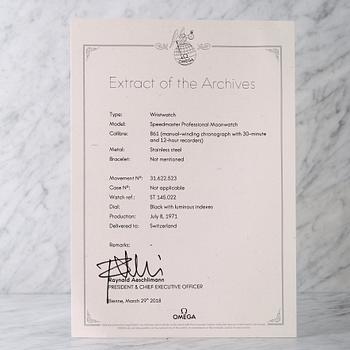 Ω
OMEGA
Extract of the Archives
Type: Wristwatch
Model: Speedmaster Professional Moonwatch
Calibre: 861 (manual-winding chronograph with 30-minute
and 12-hour recorders)
Metal: Stainless steel
Bracelet: Not mentioned
Movement N°: 31,622,523
Case N°: Not applicable
Watch ref.: ST 145.022
Dial: Black with luminous indexes
Production: July 8, 1971
Delivered to: Switzerland
Remarks: -
Raynald Aeschlimann
PRESIDENT & CHIEF EXECUTIVE OFFICER
Bienne, March 29th 2018
Ω
OMEGA